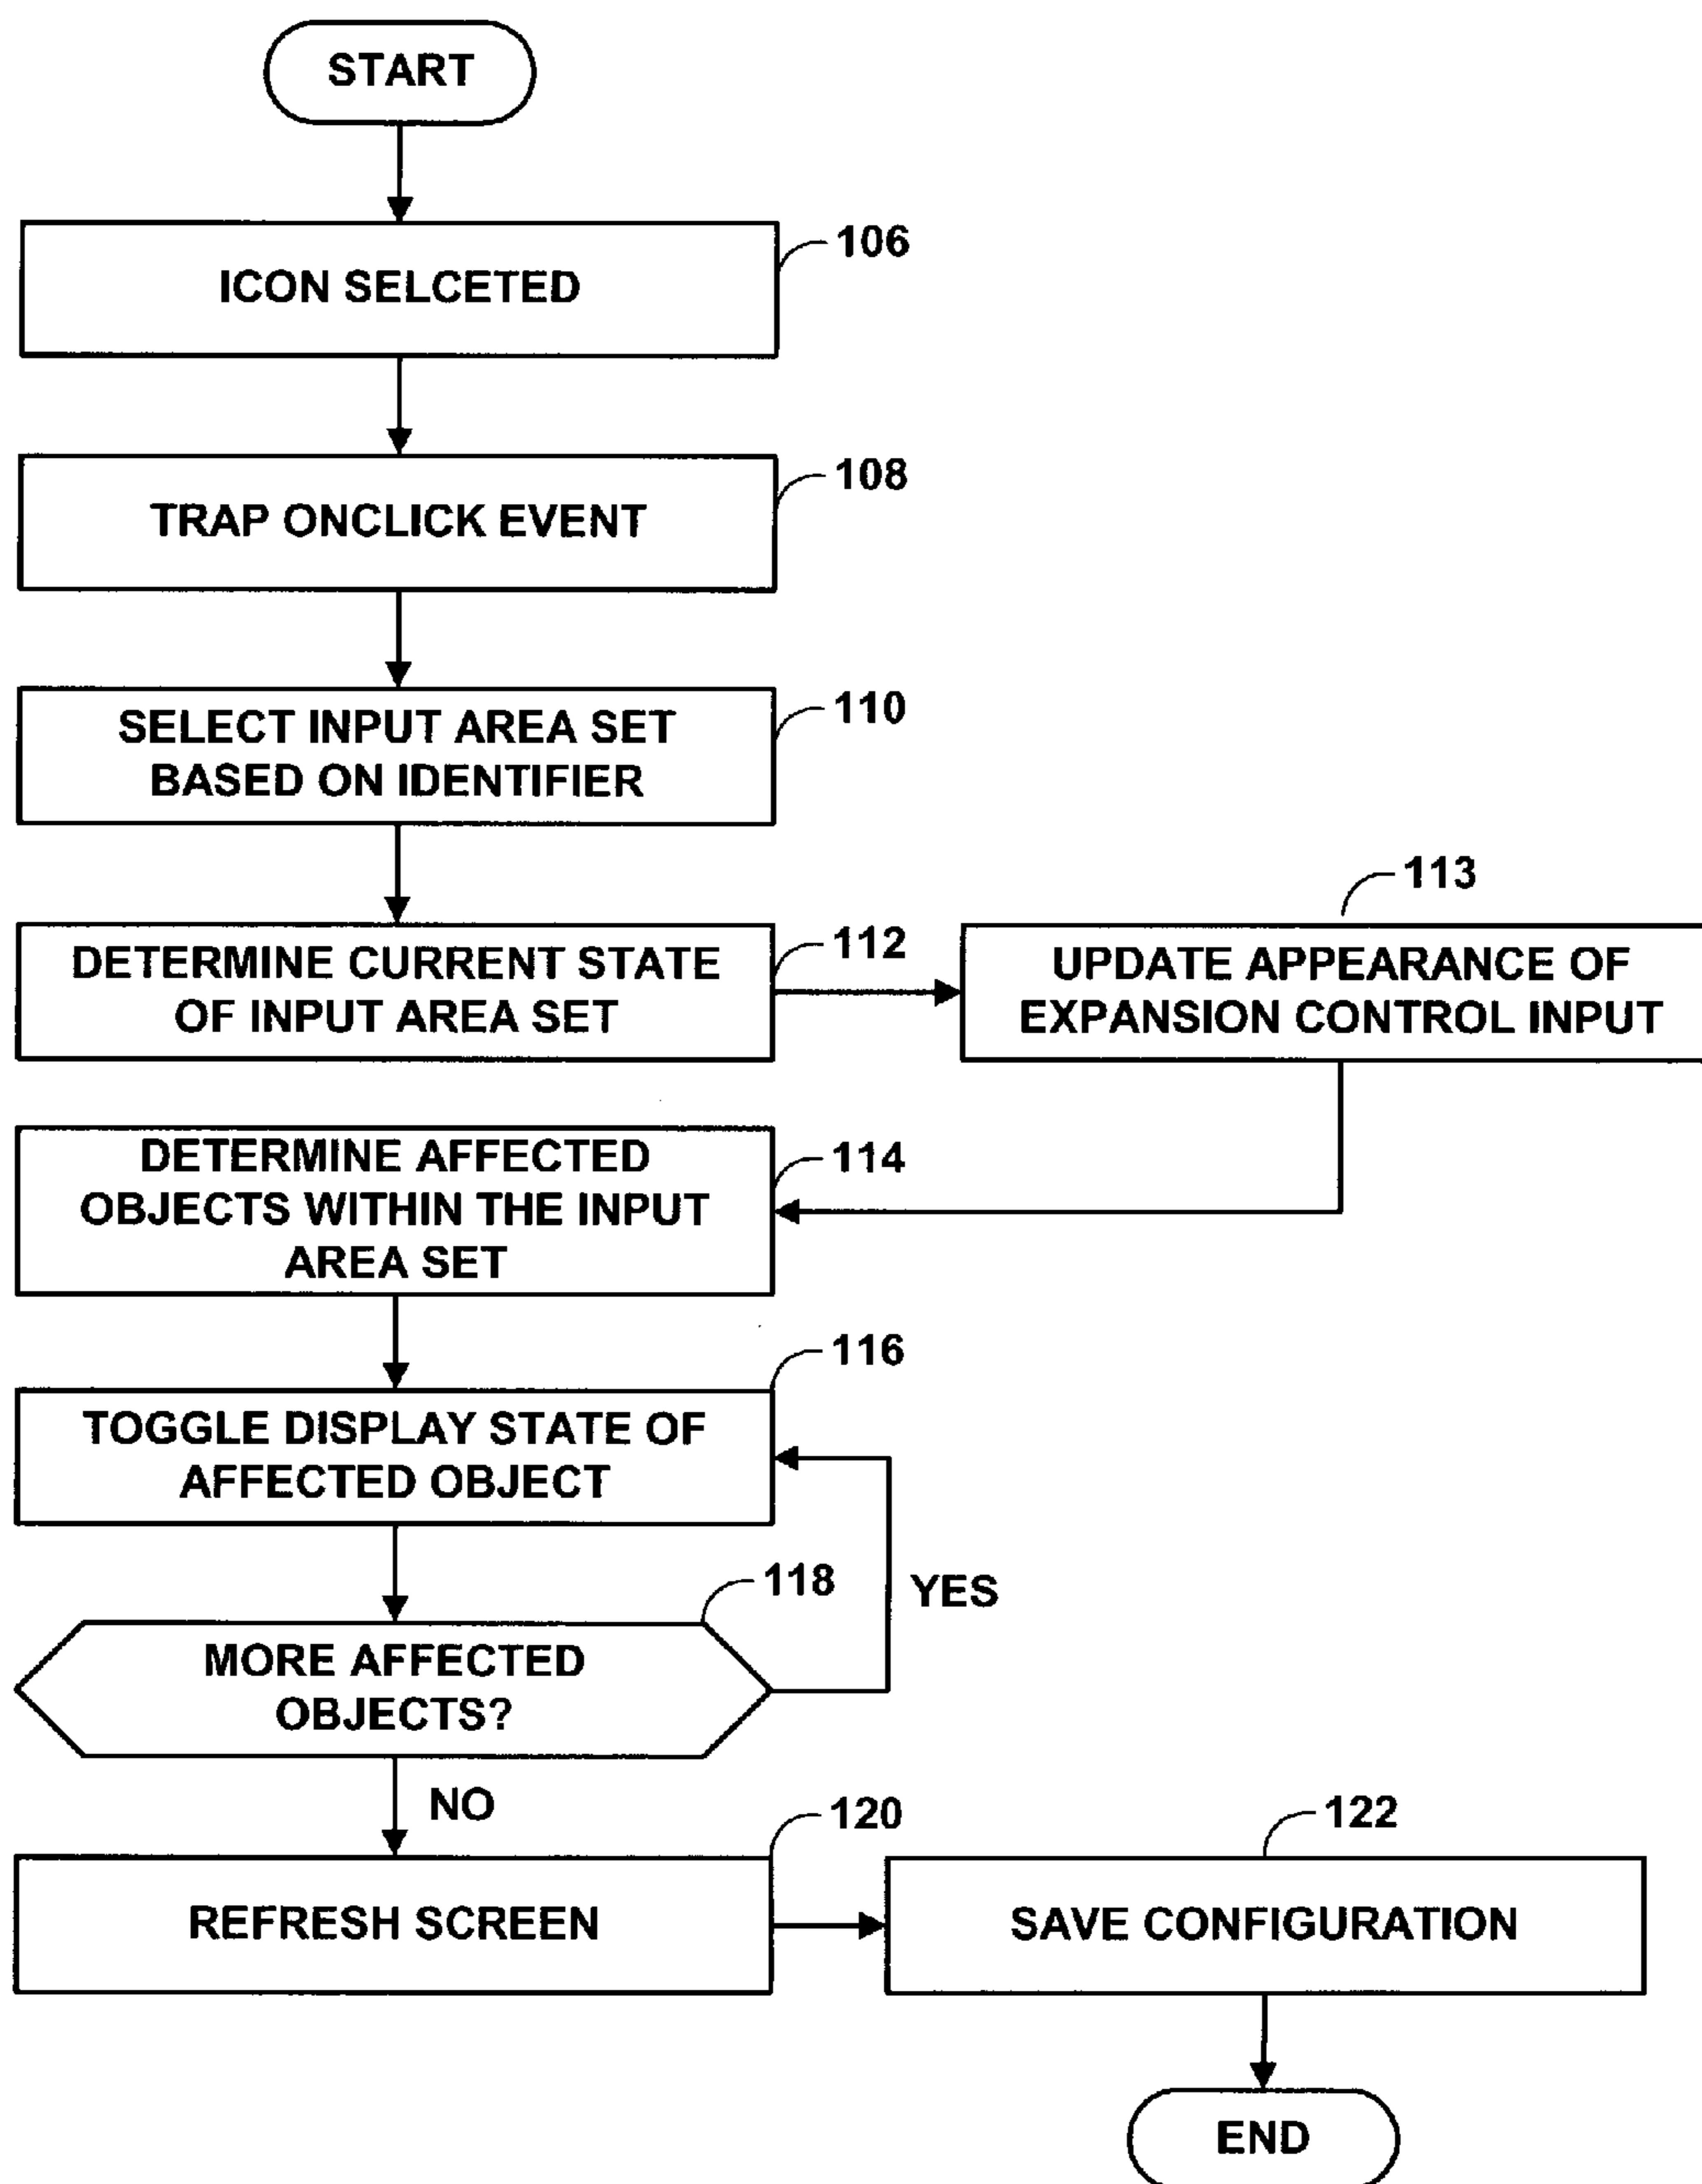 START
106
ICON SELCETED
108
TRAP ONCLICK EVENT
110
SELECT INPUT AREA SET
BASED ON IDENTIFIER
112
DETERMINE CURRENT STATE
OF INPUT AREA SET
113
UPDATE APPEARANCE OF
EXPANSION CONTROL INPUT
114
DETERMINE AFFECTED
OBJECTS WITHIN THE INPUT
AREA SET
116
TOGGLE DISPLAY STATE OF
AFFECTED OBJECT
118
YES
MORE AFFECTED
OBJECTS?
NO
120
REFRESH SCREEN
122
SAVE CONFIGURATION
END